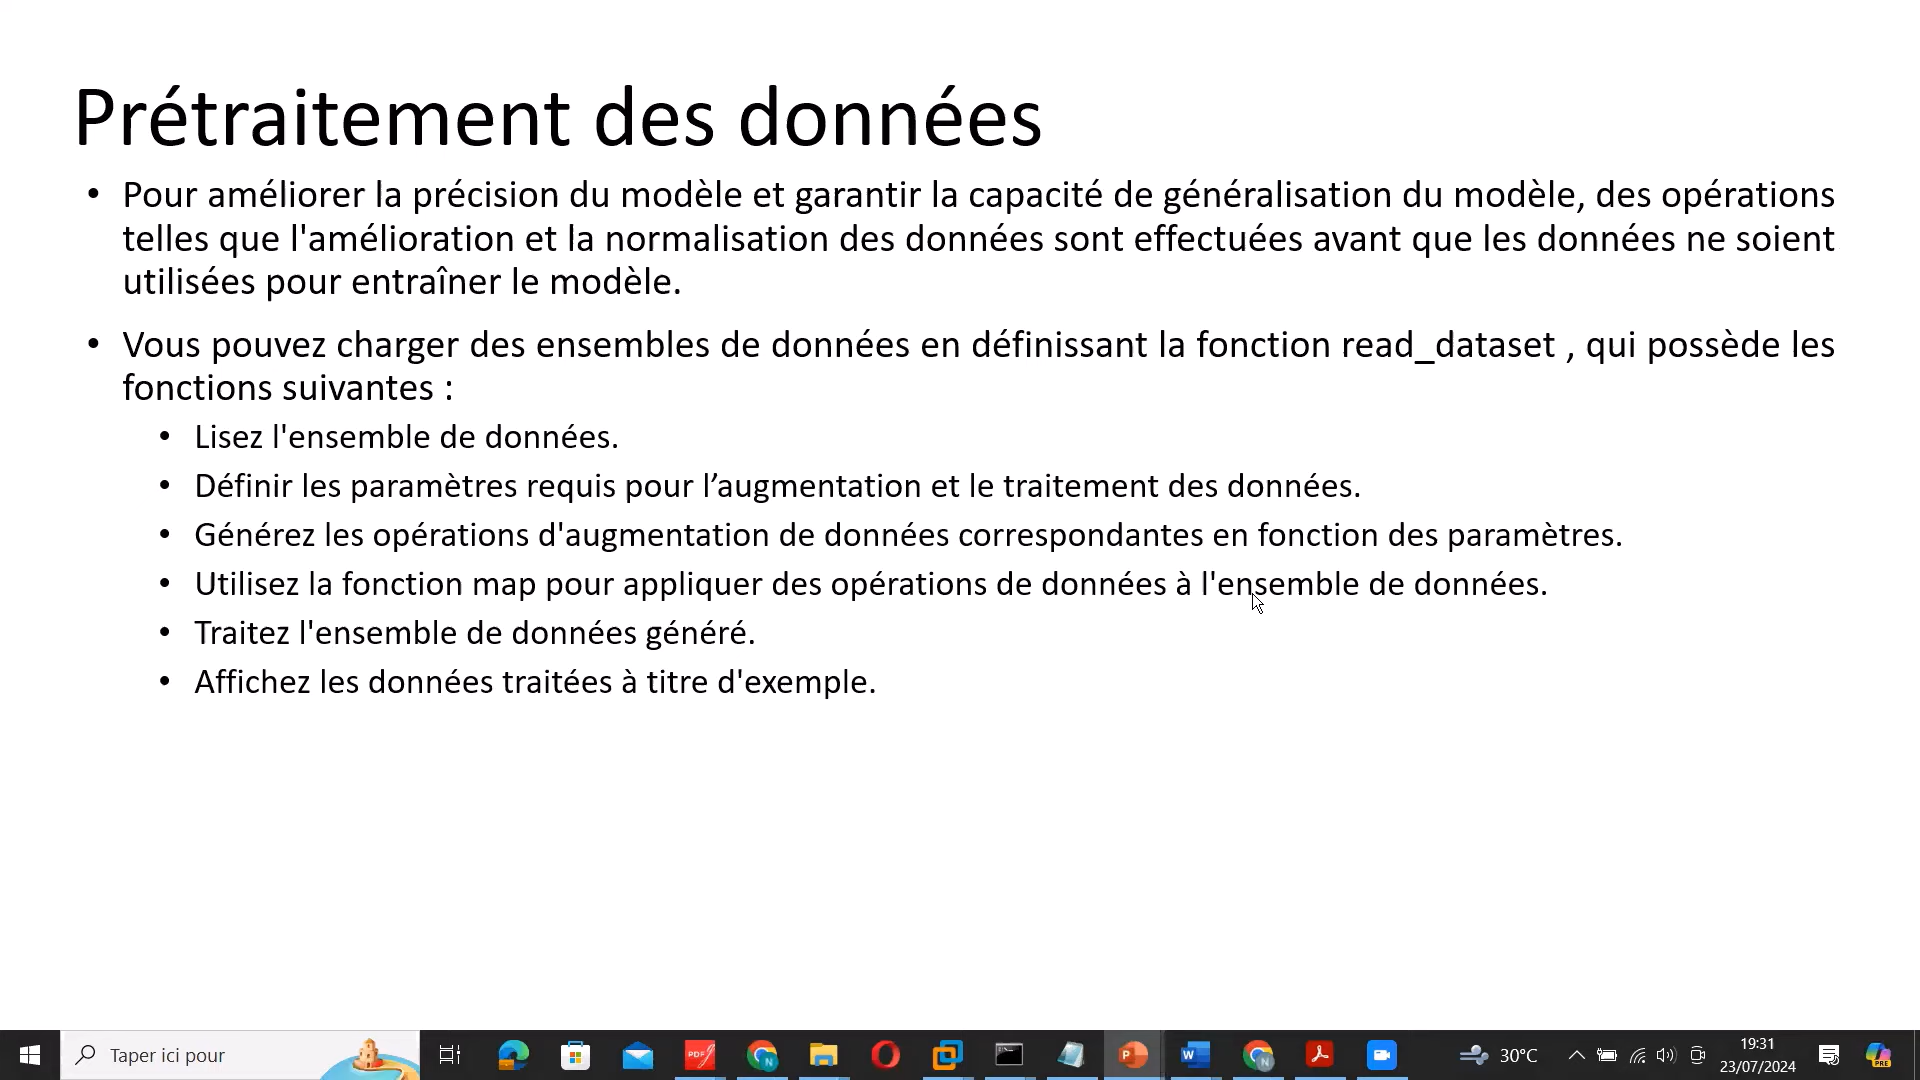 Prétraitement des données
• Pour améliorer la précision du modèle et garantir la capacité de généralisation du modèle, des opérations
telles que l'amélioration et la normalisation des données sont effectuées avant que les données ne soient
utilisées pour entraîner le modèle.
• Vous pouvez charger des ensembles de données en définissant la fonction read_dataset , qui possède les
fonctions suivantes :
• Lisez l'ensemble de données.
• Définir les paramètres requis pour l’augmentation et le traitement des données.
• Générez les opérations d'augmentation de données correspondantes en fonction des paramètres.
• Utilisez la fonction map pour appliquer des opérations de données à l'ensemble de données.
• Traitez l'ensemble de données généré.
• Affichez les données traitées à titre d'exemple.
Taper ici pour
PDF
N
P
W
N
30°C
19:31
23/07/2024
PRE